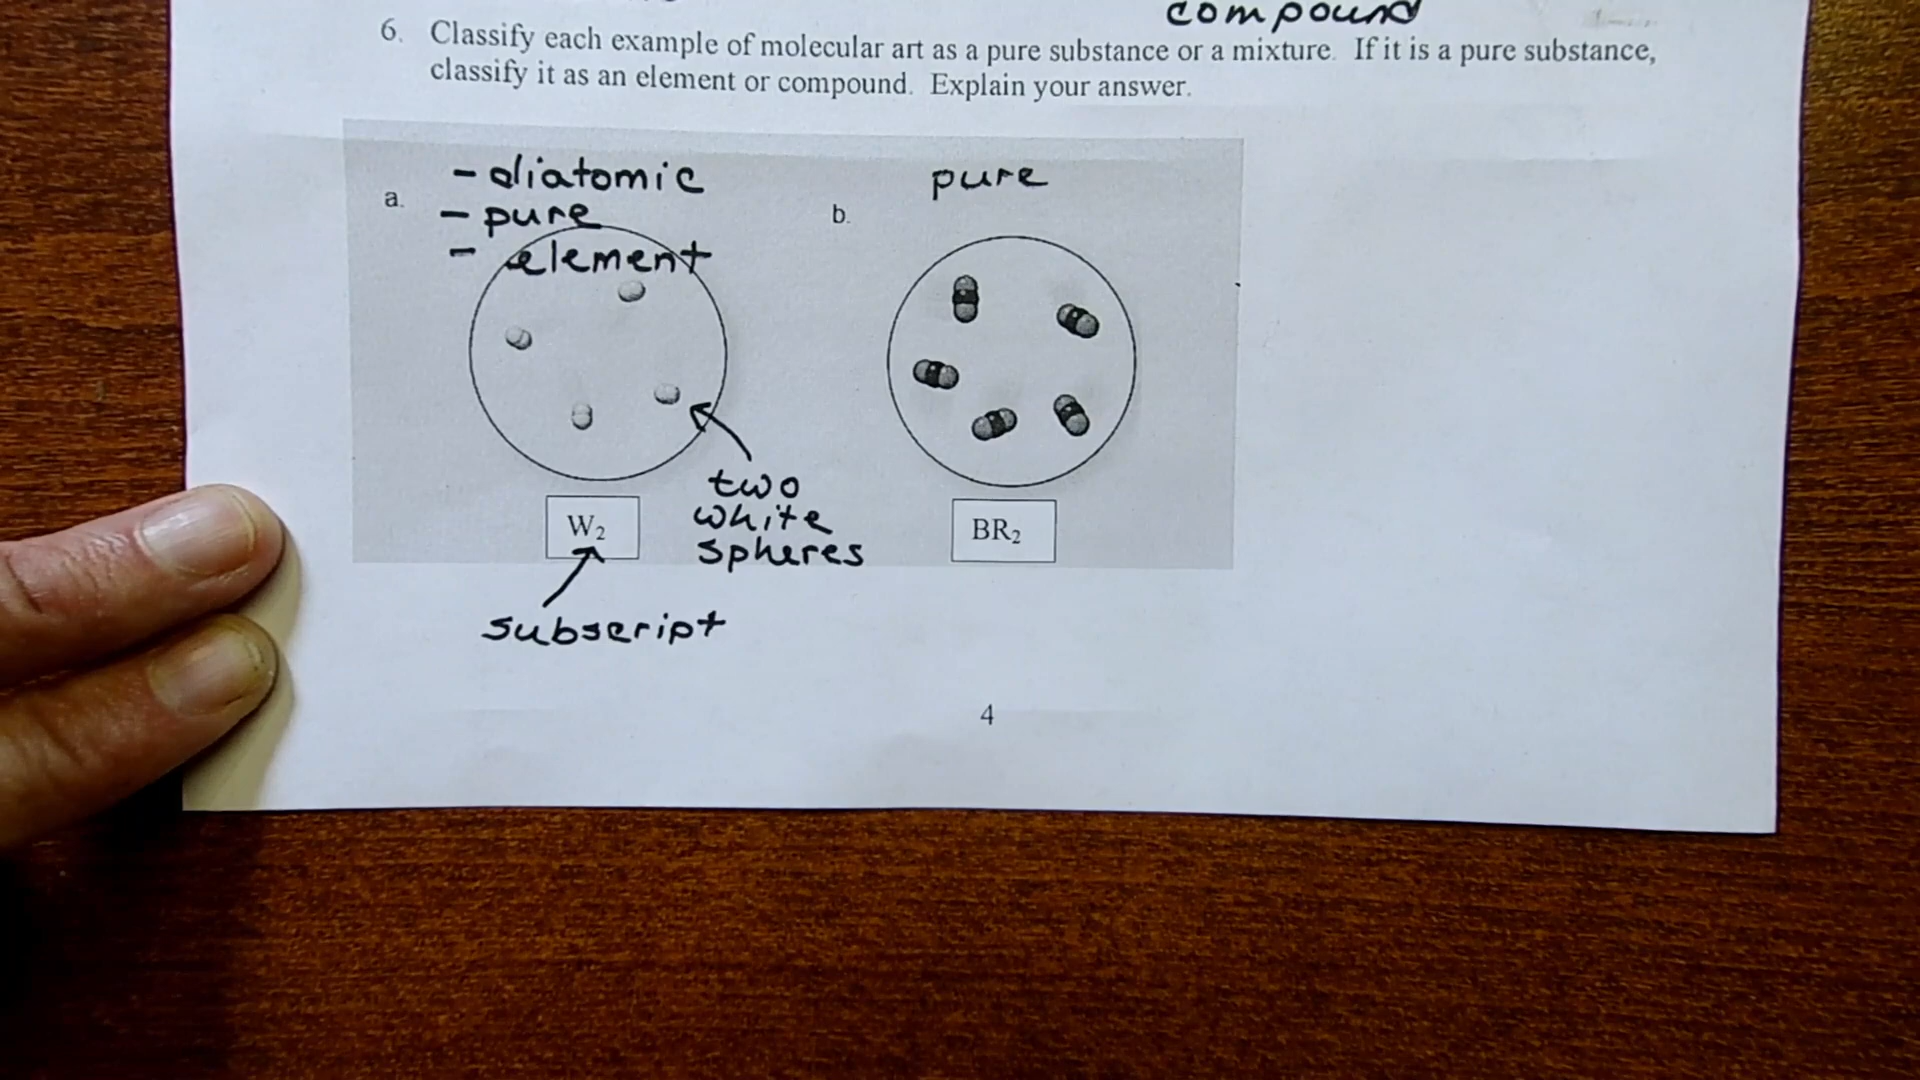 compound
6. Classify each example of molecular art as a pure substance or a mixture. If it is a pure substance,
classify it as an element or compound. Explain your answer.
a.
- diatomic
- pure
- element
b.
pure
two
white
spheres
W₂
BR₂
subscript
4